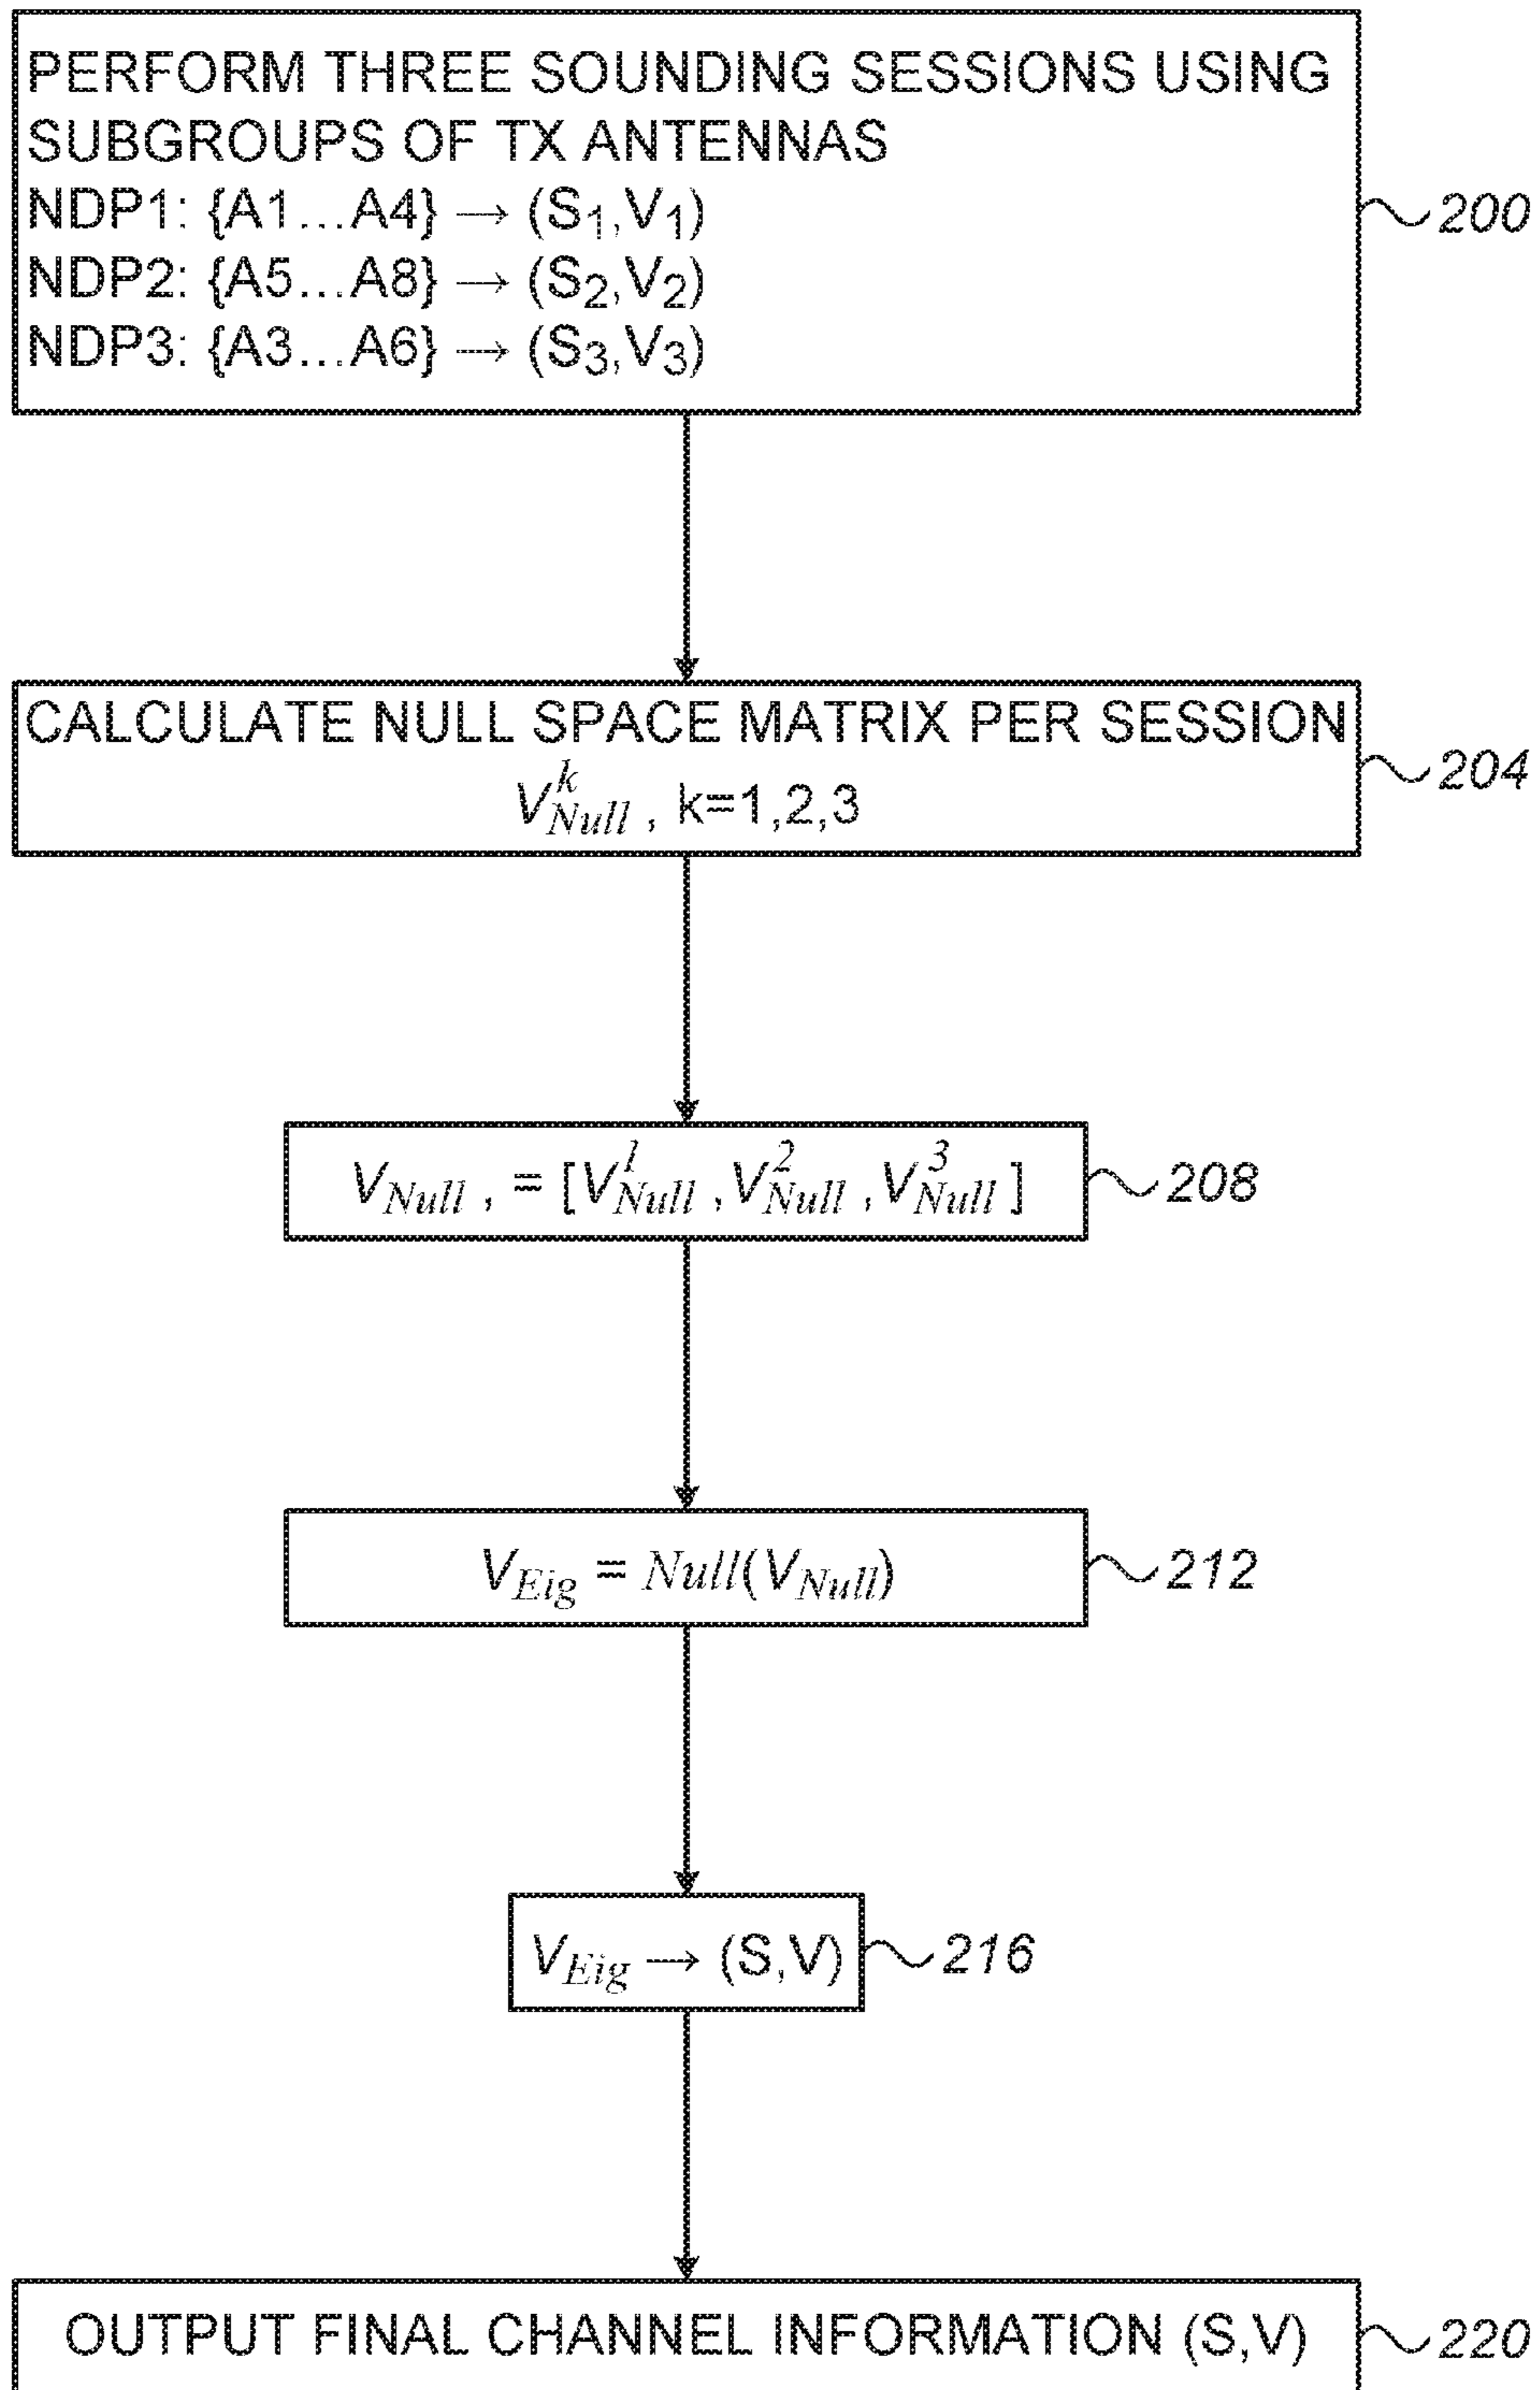 PERFORM THREE SOUNDING SESSIONS USING
SUBGROUPS OF TX ANTENNAS
NDP1: {A1...A4} → (S₁,V₁)
NDP2: {A5...A8} → (S₂,V₂)
NDP3: {A3...A6} → (S₃,V₃)
200
CALCULATE NULL SPACE MATRIX PER SESSION
V^k_Null , k=1,2,3
204
V_Null , = [V^1_Null ,V^2_Null ,V^3_Null ]
208
V_Eig = Null(V_Null)
212
V_Eig → (S,V)
216
OUTPUT FINAL CHANNEL INFORMATION (S,V)
220